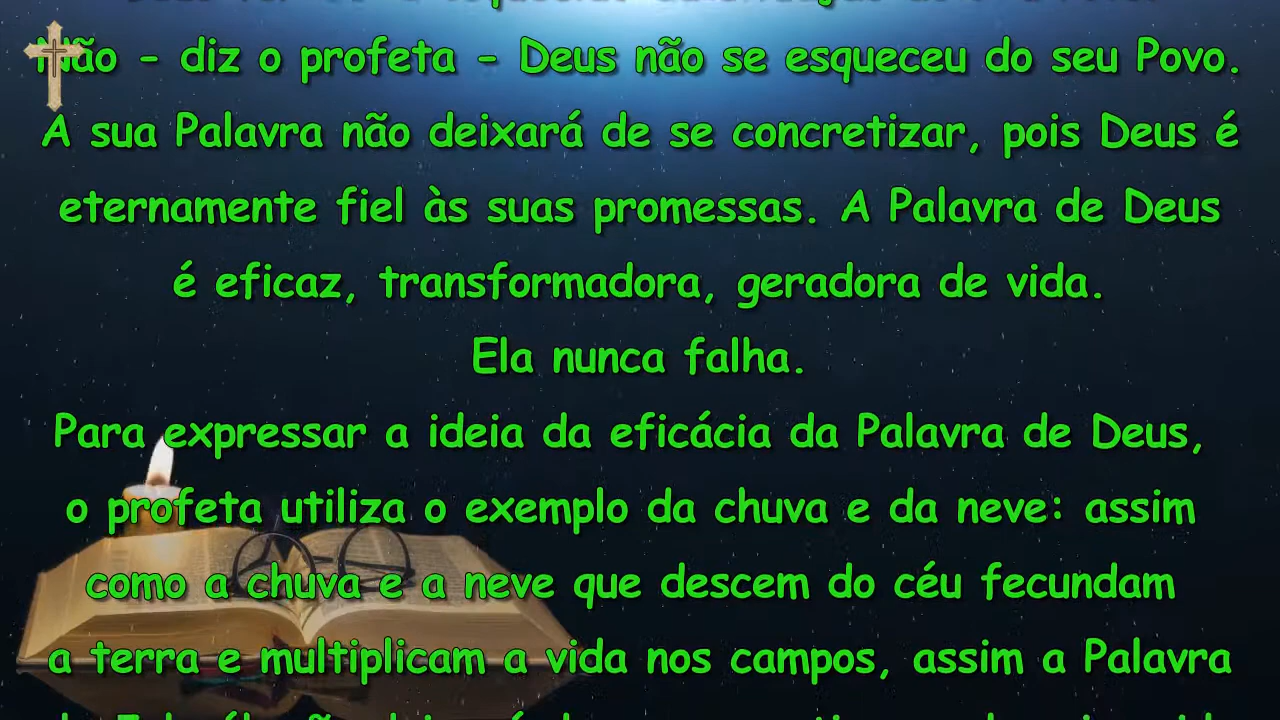 Não - diz o profeta - Deus não se esqueceu do seu Povo.
A sua Palavra não deixará de se concretizar, pois Deus é
eternamente fiel às suas promessas. A Palavra de Deus
é eficaz, transformadora, geradora de vida.
Ela nunca falha.
Para expressar a ideia da eficácia da Palavra de Deus,
o profeta utiliza o exemplo da chuva e da neve: assim
como a chuva e a neve que descem do céu fecundam
a terra e multiplicam a vida nos campos, assim a Palavra